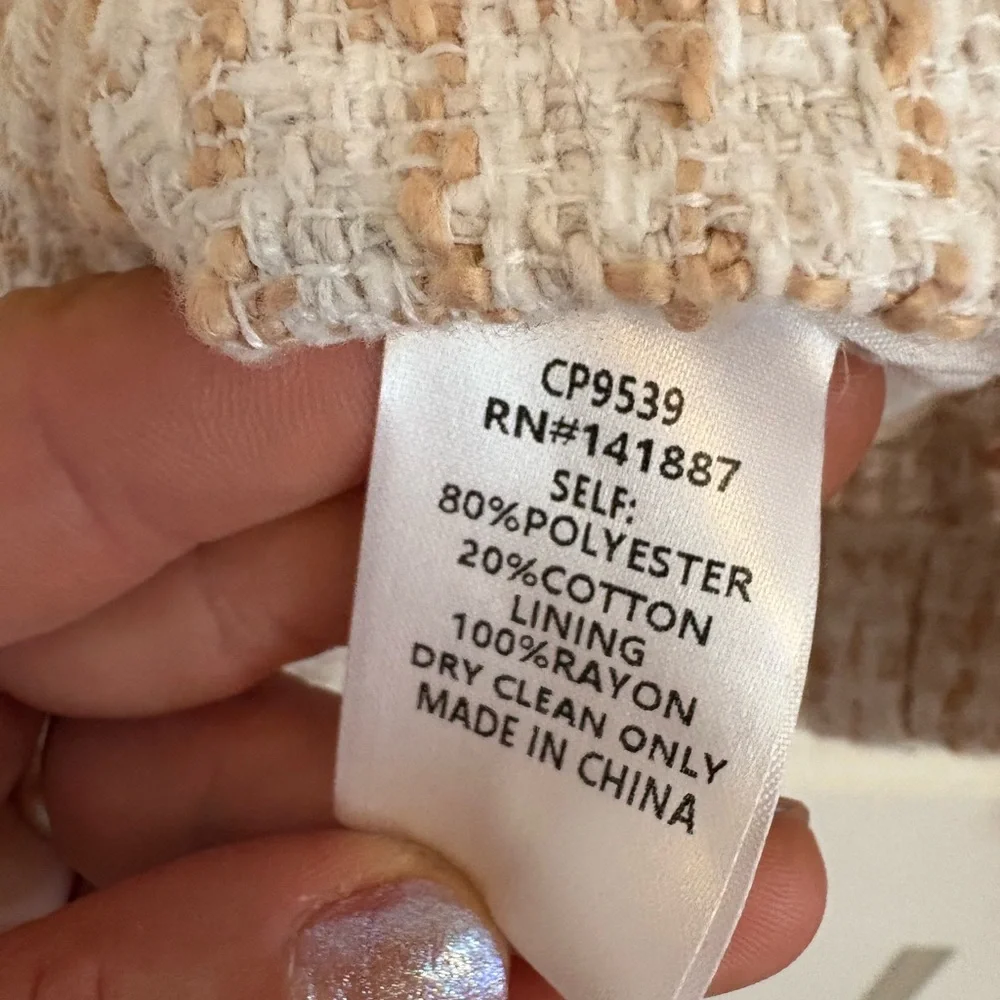 CP9539
RN#141887
SELF:
80%POLYESTER
20%COTTON
LINING
100%RAYON
DRY CLEAN ONLY
MADE IN CHINA